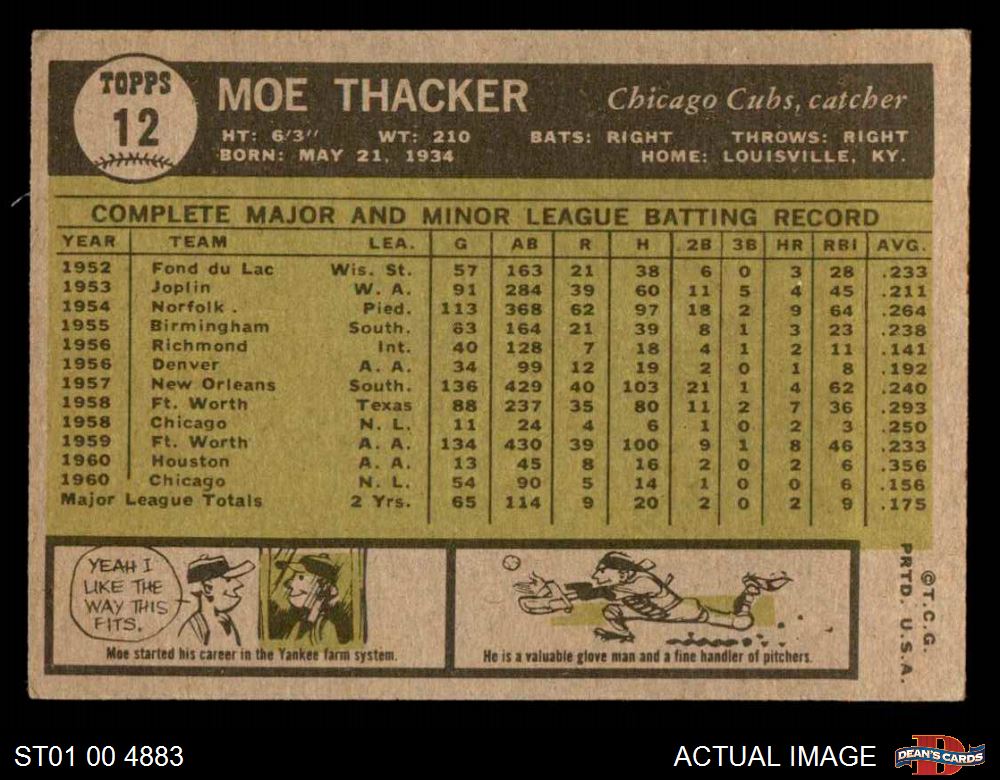 TOPPS
12
MOE THACKER
Chicago Cubs, catcher
HT: 6'3" WT: 210 BATS: RIGHT THROWS: RIGHT
BORN: MAY 21, 1934 HOME: LOUISVILLE, KY.
COMPLETE MAJOR AND MINOR LEAGUE BATTING RECORD
YEAR TEAM LEA. G AB R H 2B 3B HR RBI AVG.
1952 Fond du Lac Wis. St. 57 163 21 38 6 0 3 28 .233
1953 Joplin W. A. 91 284 39 60 11 5 4 45 .211
1954 Norfolk . Pied. 113 368 62 97 18 2 9 64 .264
1955 Birmingham South. 63 164 21 39 8 1 3 23 .238
1956 Richmond Int. 40 128 7 18 4 1 2 11 .141
1956 Denver A. A. 34 99 12 19 2 0 1 8 .192
1957 New Orleans South. 136 429 40 103 21 1 4 62 .240
1958 Ft. Worth Texas 88 237 35 80 11 2 7 36 .293
1958 Chicago N. L. 11 24 4 6 1 0 2 3 .250
1959 Ft. Worth A. A. 134 430 39 100 9 1 8 46 .233
1960 Houston A. A. 13 45 8 16 2 0 2 6 .356
1960 Chicago N. L. 54 90 5 14 1 0 0 6 .156
Major League Totals 2 Yrs. 65 114 9 20 2 0 2 9 .175
YEAH I
LIKE THE
WAY THIS
FITS.
Moe started his career in the Yankee farm system.
He is a valuable glove man and a fine handler of pitchers.
©T.C.G.
PRTD. U.S.A.
ST01 00 4883
ACTUAL IMAGE
D
DEAN'S CARDS